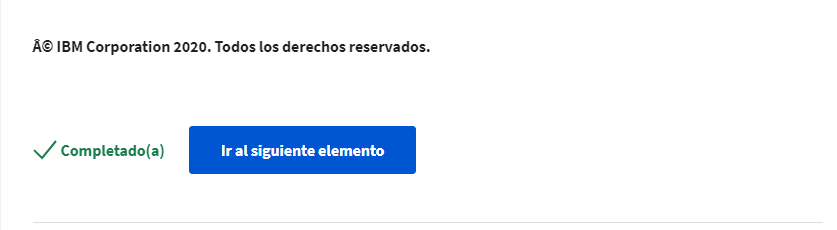 Â© IBM Corporation 2020. Todos los derechos reservados.
Completado(a)
Ir al siguiente elemento